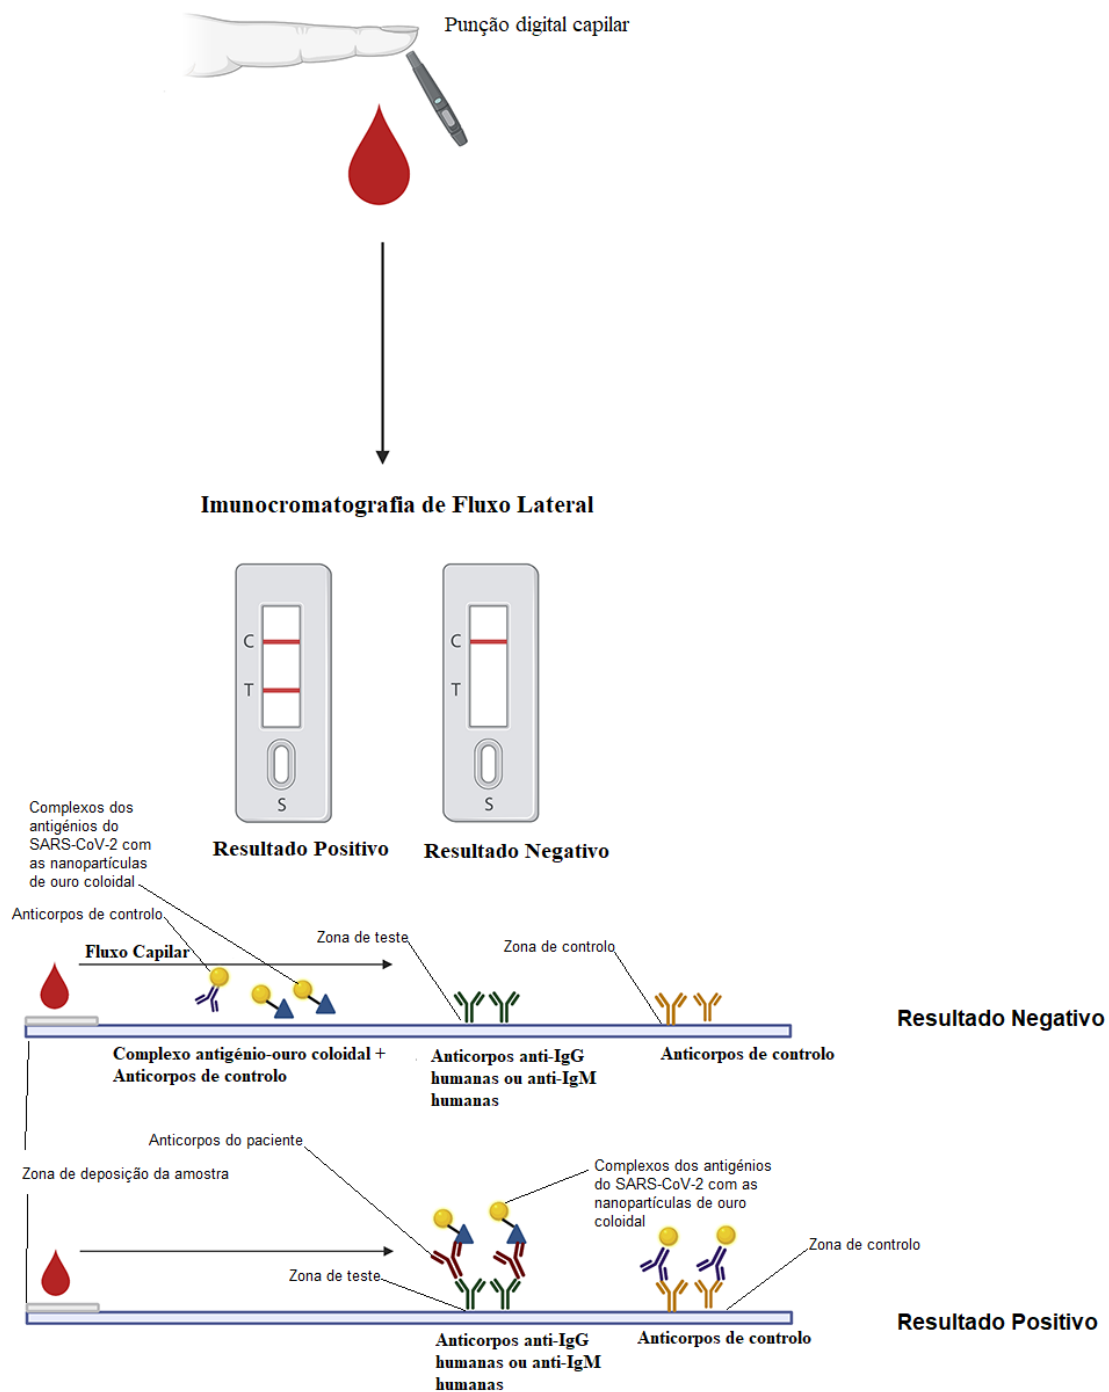 Punção digital capilar
Imunocromatografia de Fluxo Lateral
C
T
S
C
T
S
Resultado Positivo
Resultado Negativo
Complexos dos
antigénios do
SARS-CoV-2 com
as nanopartículas
de ouro coloidal
Anticorpos de controlo
Fluxo Capilar
Zona de teste
Zona de controlo
Resultado Negativo
Complexo antigénio-ouro coloidal +
Anticorpos de controlo
Anticorpos anti-IgG
humanas ou anti-IgM
humanas
Anticorpos de controlo
Anticorpos do paciente
Zona de deposição da amostra
Complexos dos antigénios
do SARS-CoV-2 com as
nanopartículas de ouro
coloidal
Zona de controlo
Zona de teste
Resultado Positivo
Anticorpos anti-IgG
humanas ou anti-IgM
humanas
Anticorpos de controlo